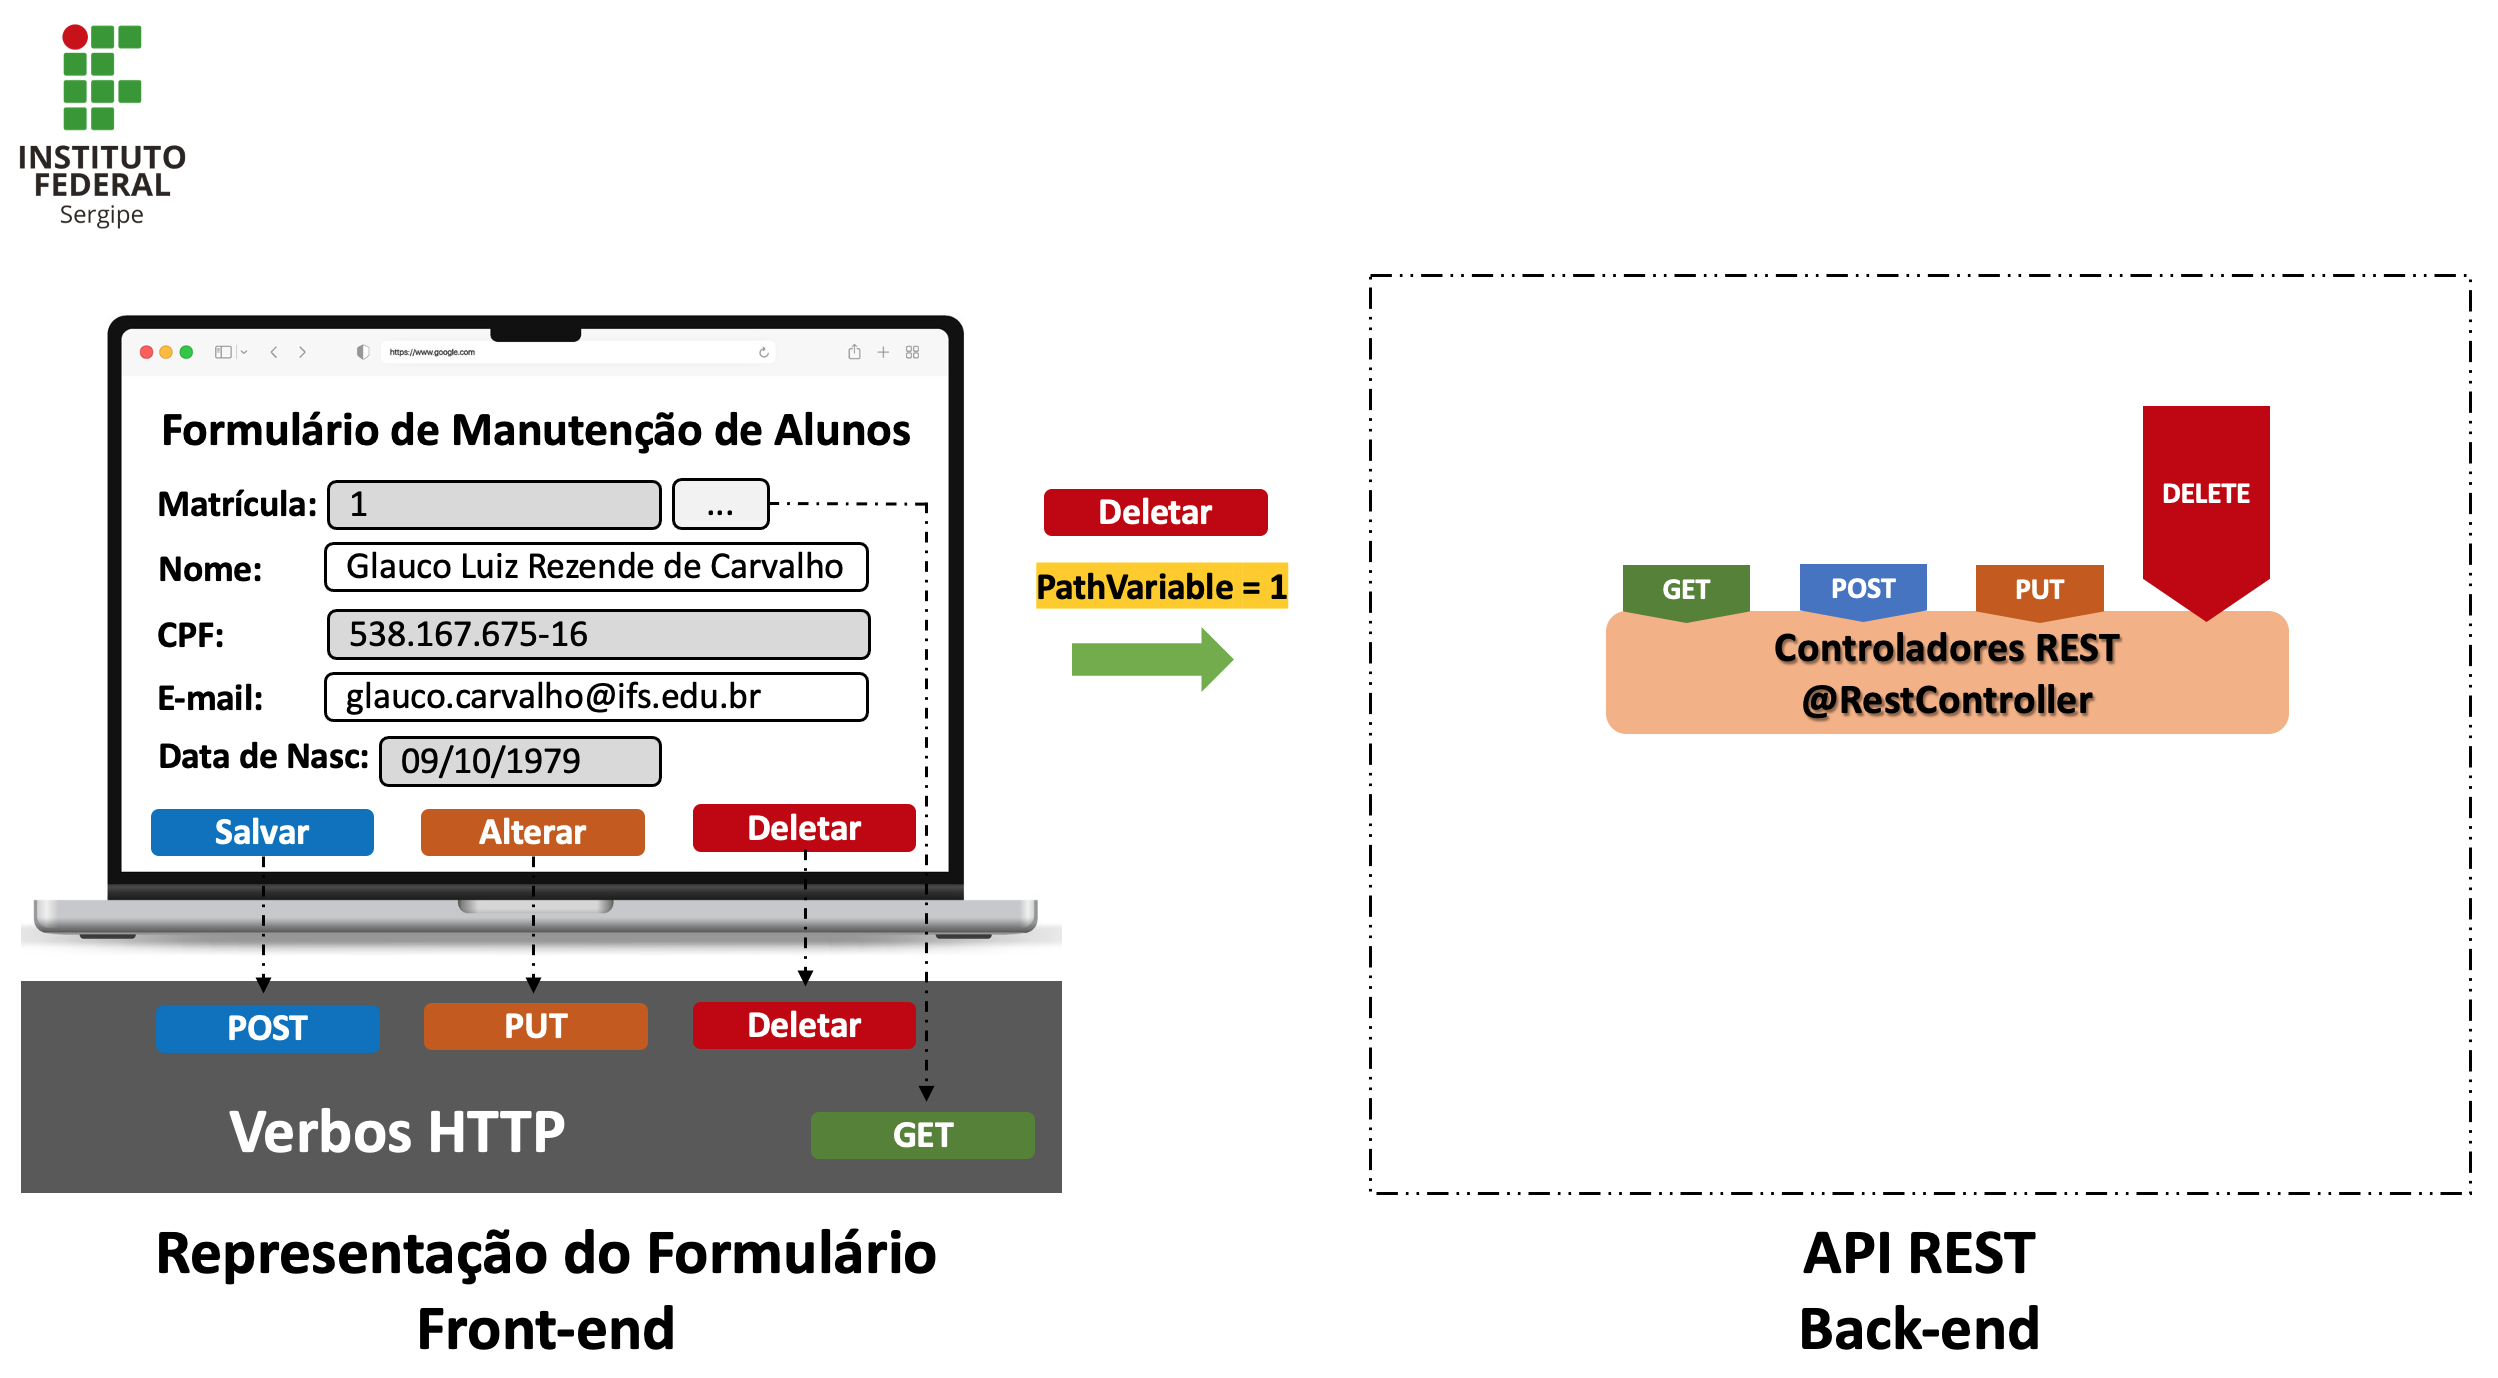 INSTITUTO
FEDERAL
Sergipe
https://www.google.com
Formulário de Manutenção de Alunos
Matrícula: 1 ...
Nome: Glauco Luiz Rezende de Carvalho
CPF: 538.167.675-16
E-mail: glauco.carvalho@ifs.edu.br
Data de Nasc: 09/10/1979
Salvar Alterar Deletar
POST PUT Deletar
Verbos HTTP GET
Representação do Formulário
Front-end
Deletar
PathVariable = 1
DELETE
GET POST PUT
Controladores REST
@RestController
API REST
Back-end